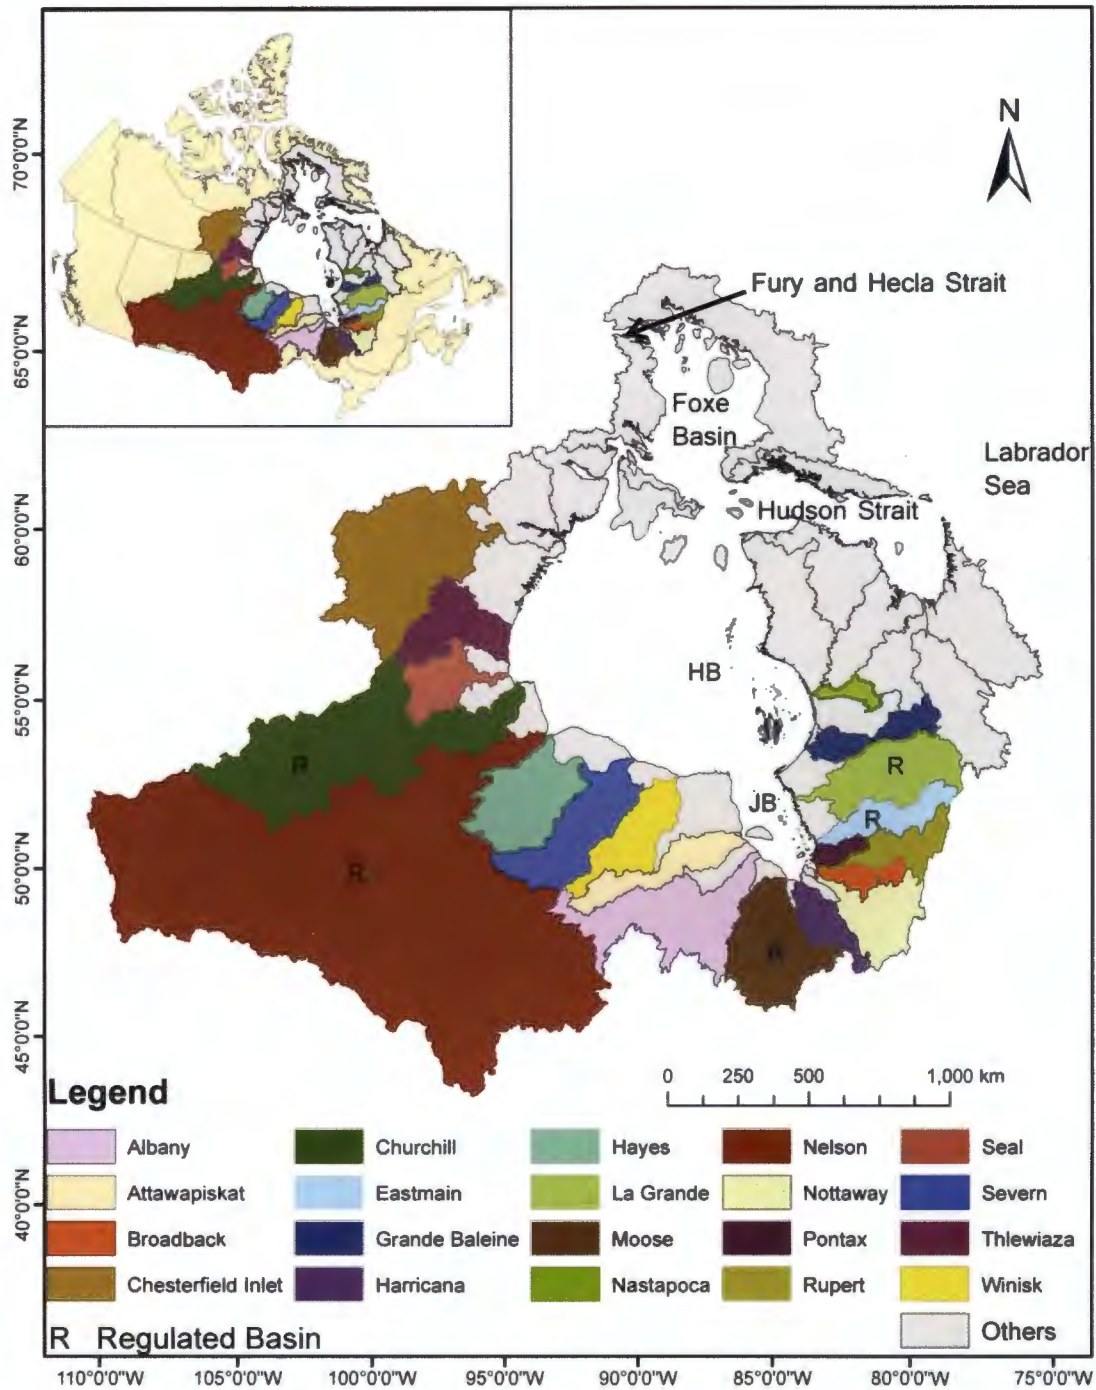 N
Fury and Hecla Strait
Foxe
Basin
Labrador
Sea
Hudson Strait
HB
R
R
JB
R
R
R
70°0'0"N
65°0'0"N
60°0'0"N
55°0'0"N
50°0'0"N
45°0'0"N
40°0'0"N
0 250 500 1,000 km
Legend
Albany Churchill Hayes Nelson Seal
Attawapiskat Eastmain La Grande Nottaway Severn
Broadback Grande Baleine Moose Pontax Thlewiaza
Chesterfield Inlet Harricana Nastapoca Rupert Winisk
Others
R Regulated Basin
110°0'0"W 105°0'0"W 100°0'0"W 95°0'0"W 90°0'0"W 85°0'0"W 80°0'0"W 75°0'0"W